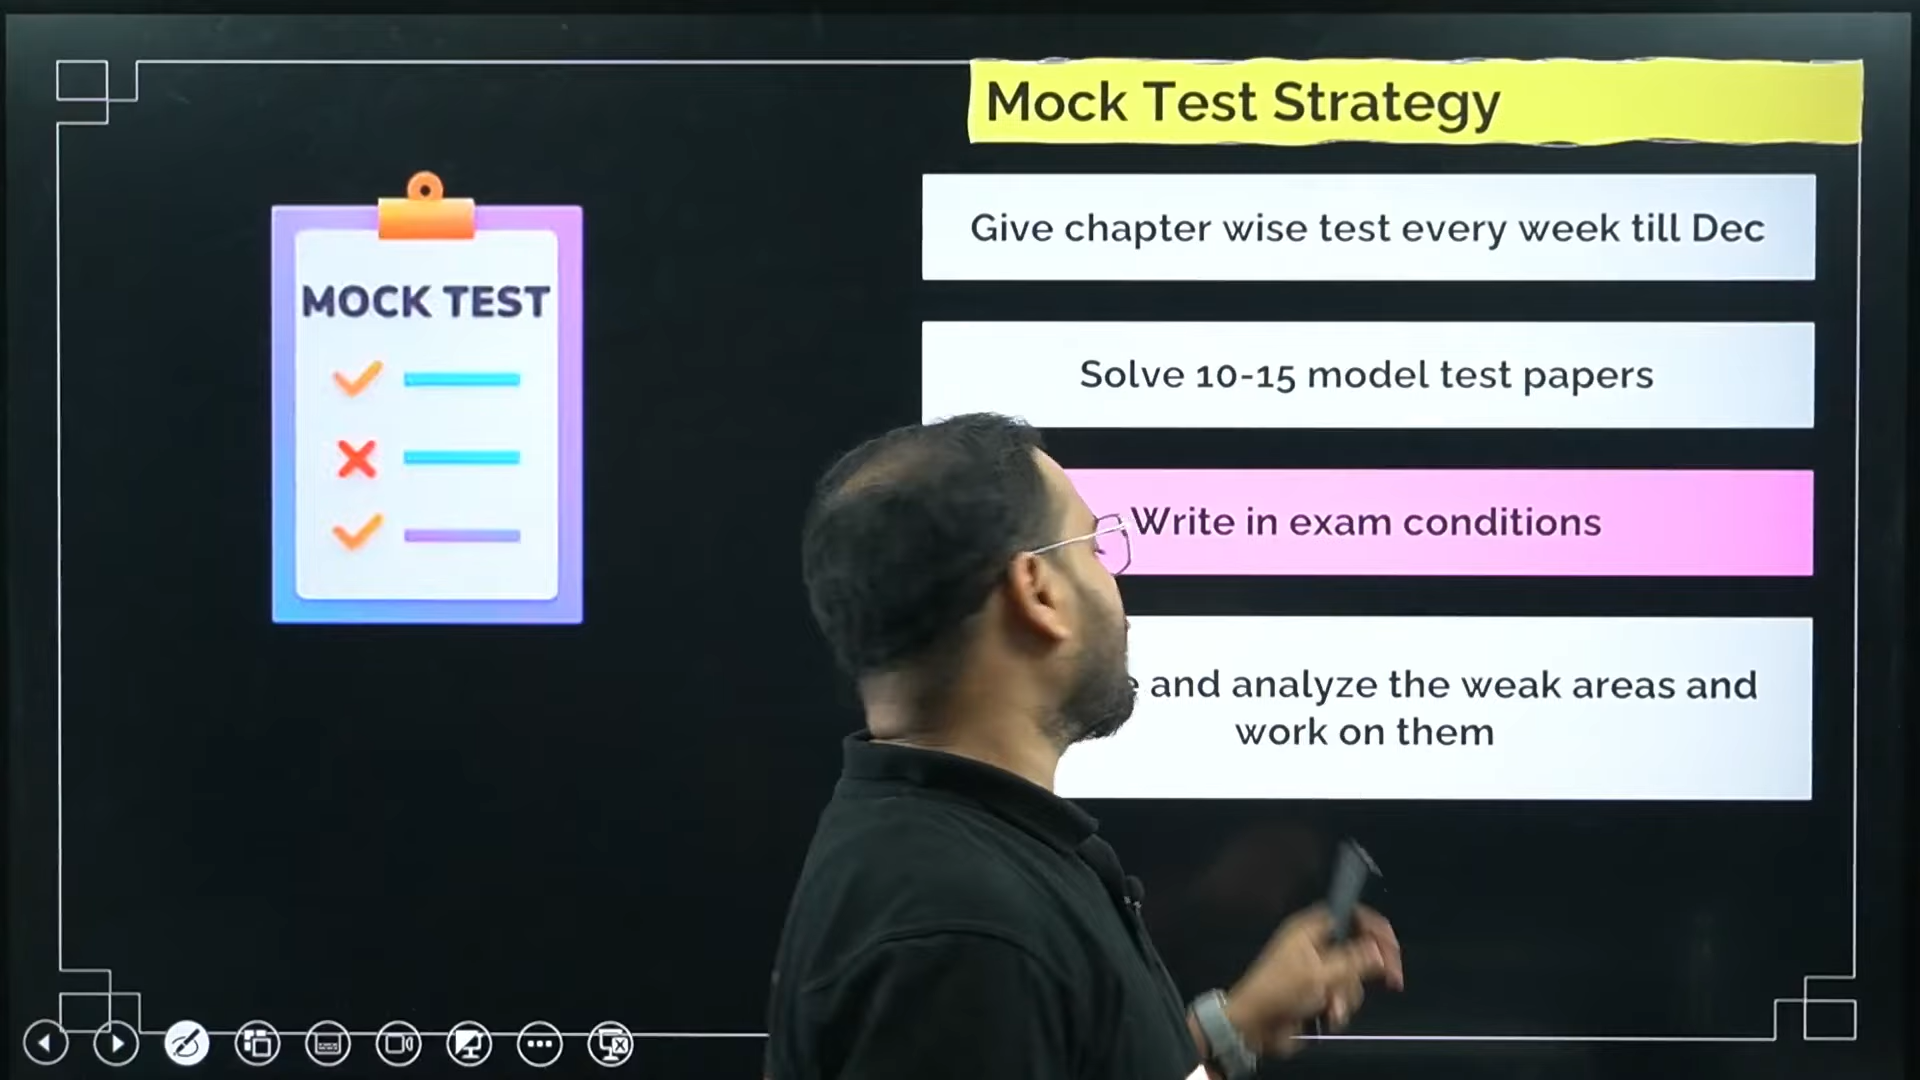 Mock Test Strategy
Give chapter wise test every week till Dec
MOCK TEST
Solve 10-15 model test papers
Write in exam conditions
and analyze the weak areas and
work on them